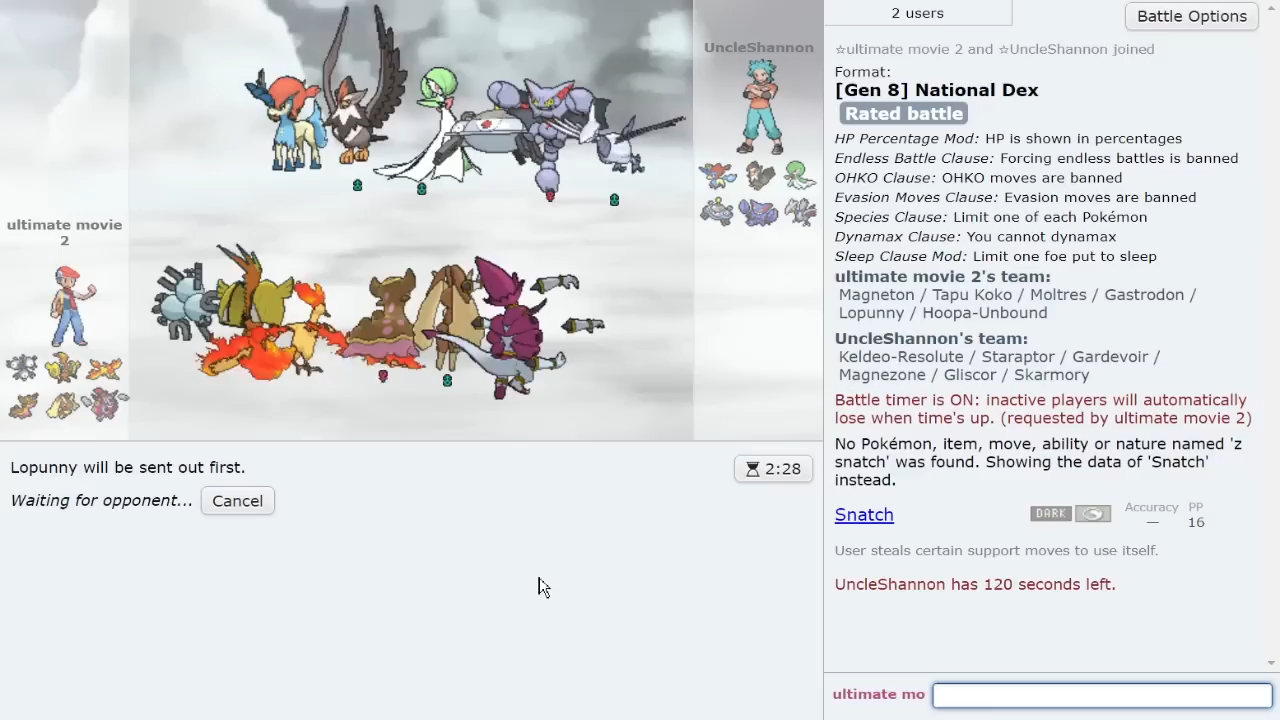 2 users
Battle Options
☆ultimate movie 2 and ☆UncleShannon joined
Format:
[Gen 8] National Dex
Rated battle
HP Percentage Mod: HP is shown in percentages
Endless Battle Clause: Forcing endless battles is banned
OHKO Clause: OHKO moves are banned
Evasion Moves Clause: Evasion moves are banned
Species Clause: Limit one of each Pokémon
Dynamax Clause: You cannot dynamax
Sleep Clause Mod: Limit one foe put to sleep
ultimate movie 2's team:
Magneton / Tapu Koko / Moltres / Gastrodon /
Lopunny / Hoopa-Unbound
UncleShannon's team:
Keldeo-Resolute / Staraptor / Gardevoir /
Magnezone / Gliscor / Skarmory
Battle timer is ON: inactive players will automatically
lose when time's up. (requested by ultimate movie 2)
No Pokémon, item, move, ability or nature named 'z
snatch' was found. Showing the data of 'Snatch'
instead.
Snatch
DARK
Accuracy
—
PP
16
User steals certain support moves to use itself.
UncleShannon has 120 seconds left.
ultimate mo
UncleShannon
ultimate movie
2
Lopunny will be sent out first.
2:28
Waiting for opponent...
Cancel